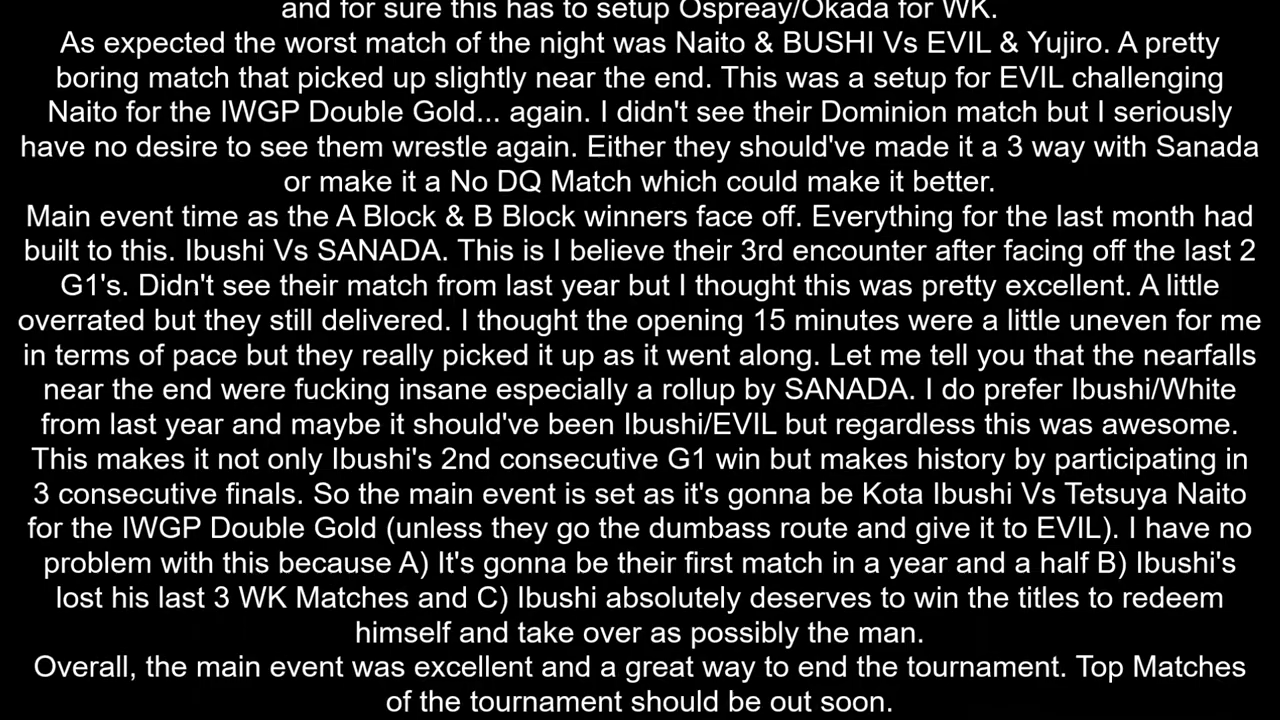 and for sure this has to setup Ospreay/Okada for WK.
As expected the worst match of the night was Naito & BUSHI Vs EVIL & Yujiro. A pretty
boring match that picked up slightly near the end. This was a setup for EVIL challenging
Naito for the IWGP Double Gold... again. I didn't see their Dominion match but I seriously
have no desire to see them wrestle again. Either they should've made it a 3 way with Sanada
or make it a No DQ Match which could make it better.
Main event time as the A Block & B Block winners face off. Everything for the last month had
built to this. Ibushi Vs SANADA. This is I believe their 3rd encounter after facing off the last 2
G1's. Didn't see their match from last year but I thought this was pretty excellent. A little
overrated but they still delivered. I thought the opening 15 minutes were a little uneven for me
in terms of pace but they really picked it up as it went along. Let me tell you that the nearfalls
near the end were fucking insane especially a rollup by SANADA. I do prefer Ibushi/White
from last year and maybe it should've been Ibushi/EVIL but regardless this was awesome.
This makes it not only Ibushi's 2nd consecutive G1 win but makes history by participating in
3 consecutive finals. So the main event is set as it's gonna be Kota Ibushi Vs Tetsuya Naito
for the IWGP Double Gold (unless they go the dumbass route and give it to EVIL). I have no
problem with this because A) It's gonna be their first match in a year and a half B) Ibushi's
lost his last 3 WK Matches and C) Ibushi absolutely deserves to win the titles to redeem
himself and take over as possibly the man.
Overall, the main event was excellent and a great way to end the tournament. Top Matches
of the tournament should be out soon.